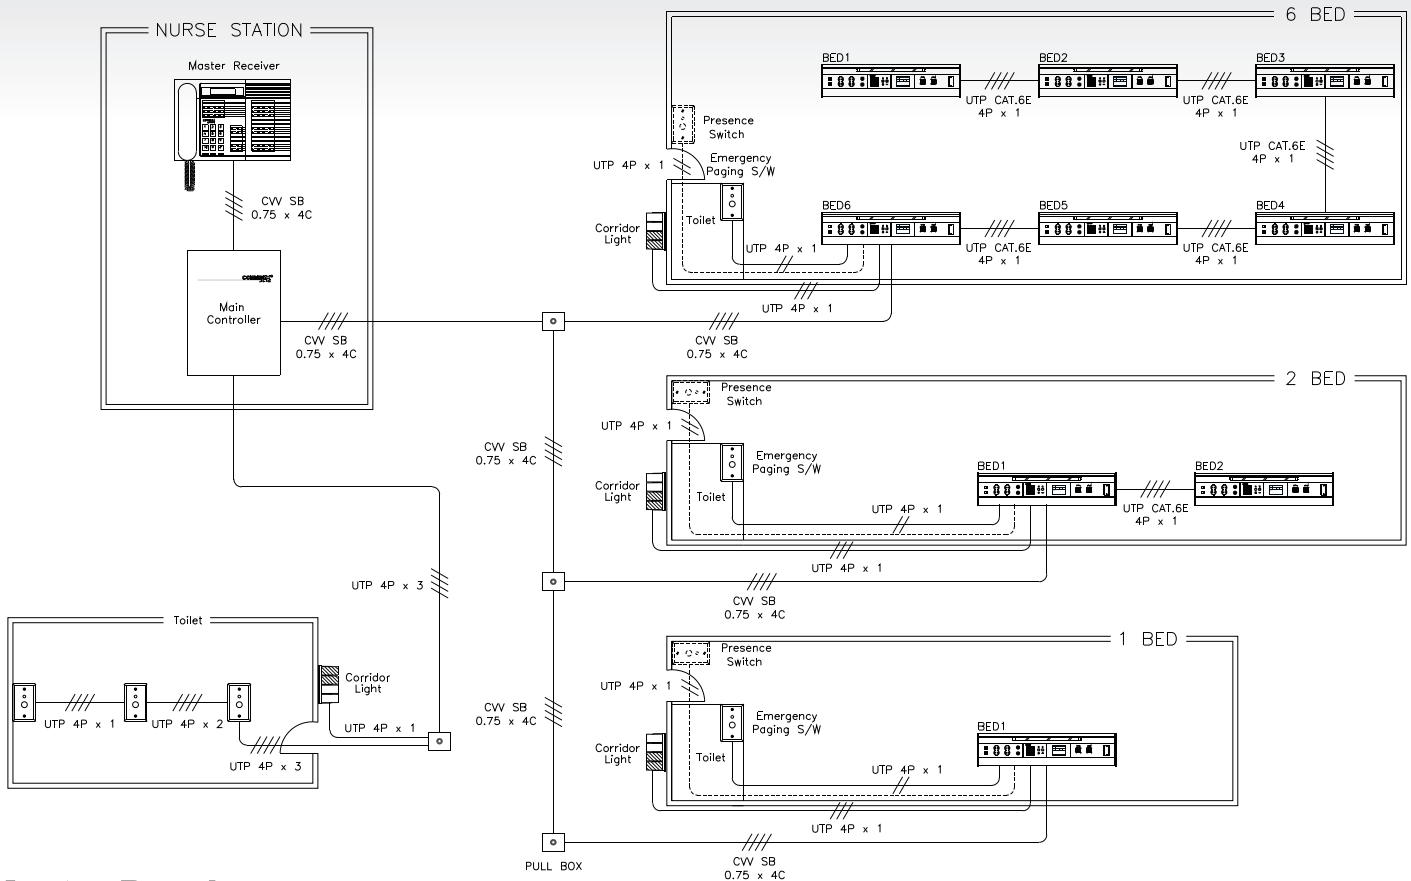 NURSE STATION
Master Receiver
CVV SB
0.75 x 4C
Main
Controller
CVV SB
0.75 x 4C
UTP 4P x 3
Toilet
Corridor
Light
UTP 4P x 1
UTP 4P x 2
UTP 4P x 1
UTP 4P x 3
CVV SB
0.75 x 4C
CVV SB
0.75 x 4C
PULL BOX
6 BED
BED1
BED2
BED3
UTP CAT.6E
4P x 1
UTP CAT.6E
4P x 1
Presence
Switch
UTP CAT.6E
4P x 1
UTP 4P x 1
Emergency
Paging S/W
Toilet
Corridor
Light
BED6
BED5
BED4
UTP 4P x 1
UTP CAT.6E
4P x 1
UTP CAT.6E
4P x 1
UTP 4P x 1
CVV SB
0.75 x 4C
2 BED
Presence
Switch
UTP 4P x 1
Emergency
Paging S/W
Corridor
Light
Toilet
BED1
BED2
UTP 4P x 1
UTP CAT.6E
4P x 1
UTP 4P x 1
CVV SB
0.75 x 4C
1 BED
Presence
Switch
UTP 4P x 1
Emergency
Paging S/W
Corridor
Light
Toilet
BED1
UTP 4P x 1
UTP 4P x 1
CVV SB
0.75 x 4C